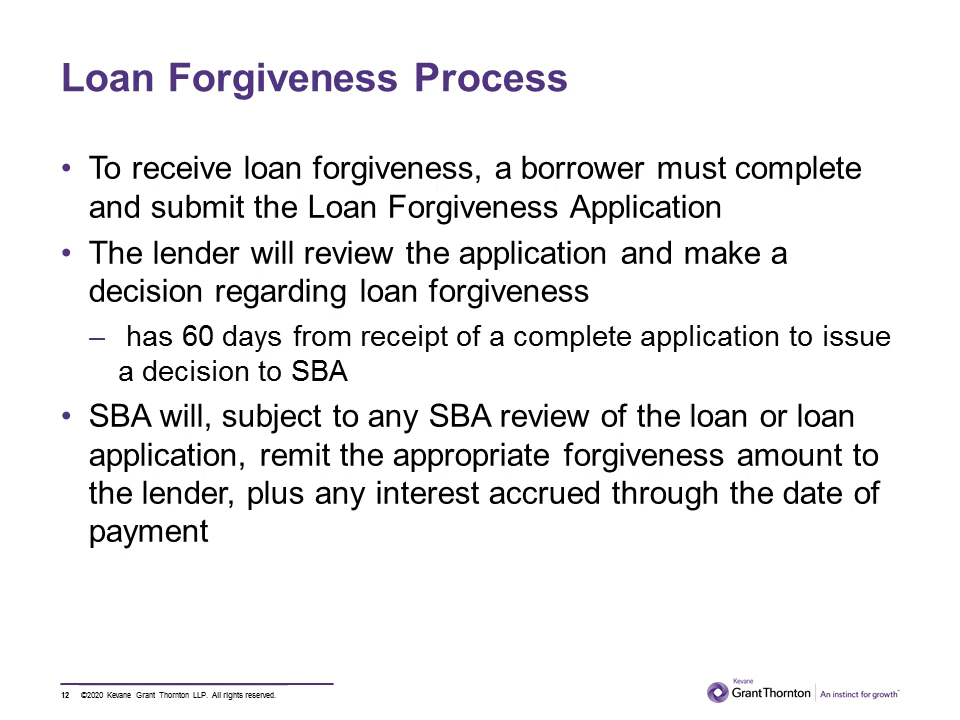 Loan Forgiveness Process
• To receive loan forgiveness, a borrower must complete
and submit the Loan Forgiveness Application
• The lender will review the application and make a
decision regarding loan forgiveness
– has 60 days from receipt of a complete application to issue
a decision to SBA
• SBA will, subject to any SBA review of the loan or loan
application, remit the appropriate forgiveness amount to
the lender, plus any interest accrued through the date of
payment
12 ©2020 Kevane Grant Thornton LLP. All rights reserved.
Kevane
GrantThornton | An instinct for growth™